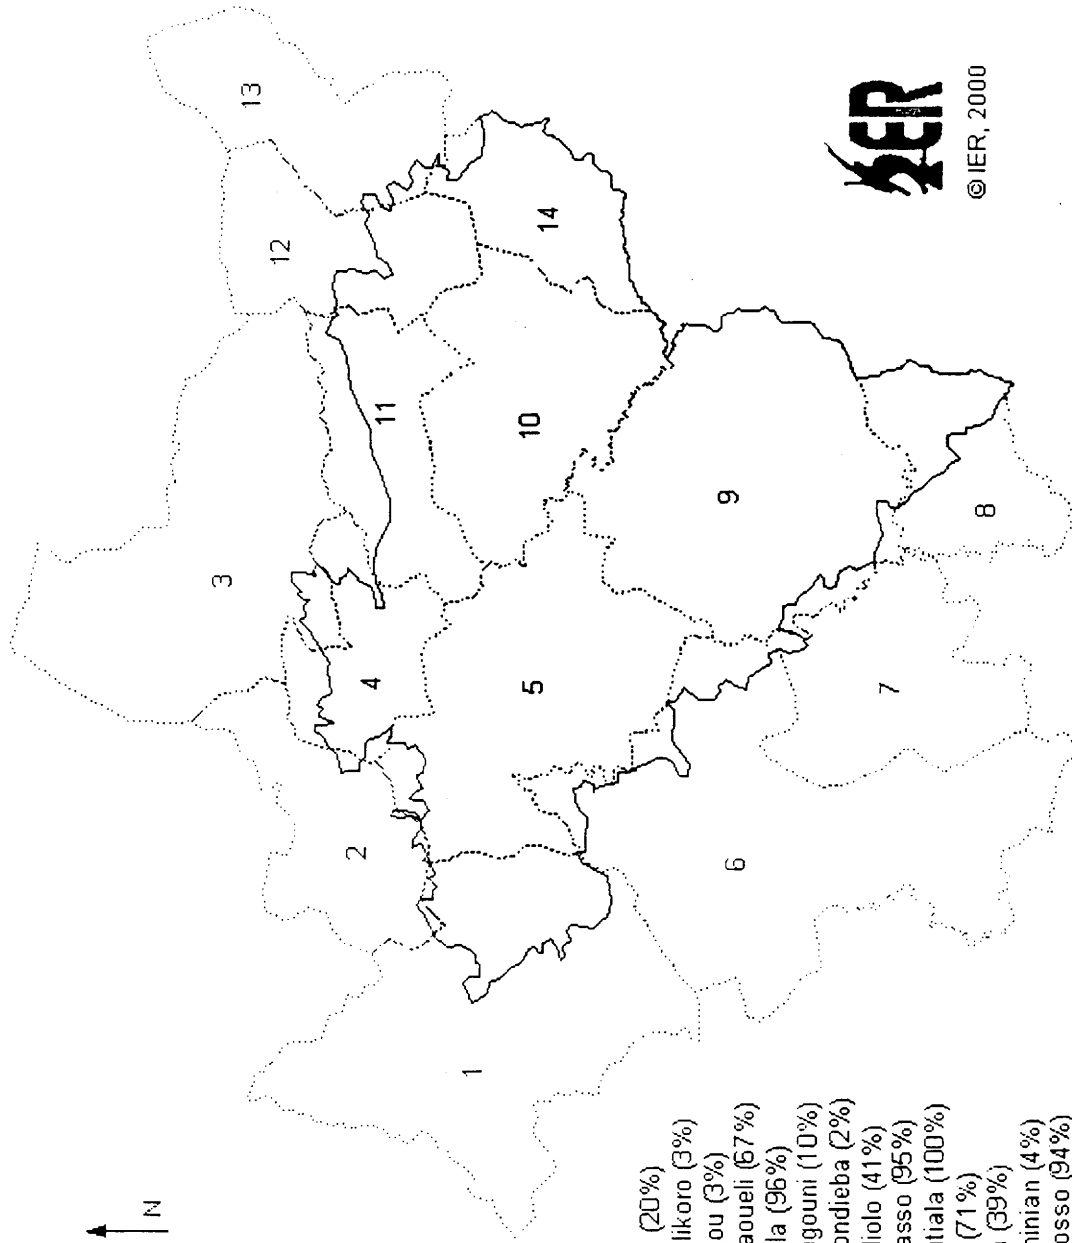 N
1
2
3
4
5
6
7
8
9
10
11
12
13
14
IER
© IER, 2000
(20%)
likoro (3%)
ou (3%)
aoueli (67%)
la (96%)
gouni (10%)
ondieba (2%)
liolo (41%)
asso (95%)
tiala (100%)
(71%)
(39%)
ninian (4%)
osso (94%)